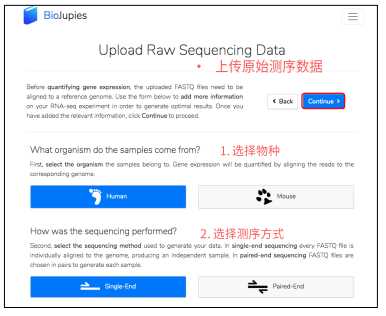 BioJupies
Upload Raw Sequencing Data
• 上传原始测序数据
Before quantifying gene expression, the uploaded FASTQ files need to be
aligned to a reference genome. Use the form below to add more information
on your RNA-seq experiment in order to generate optimal results. Once you
have added the relevant information, click Continue to proceed.
Back
Continue
What organism do the samples come from?
1. 选择物种
First, select the organism the samples belong to. Gene expression will be quantified by aligning the reads to the
corresponding genome.
Human
Mouse
How was the sequencing performed?
2. 选择测序方式
Second, select the sequencing method used to generate your data. In single-end sequencing every FASTQ file is
individually aligned to the genome, producing an independent sample. In paired-end sequencing FASTQ files are
chosen in pairs to generate each sample.
Single-End
Paired-End